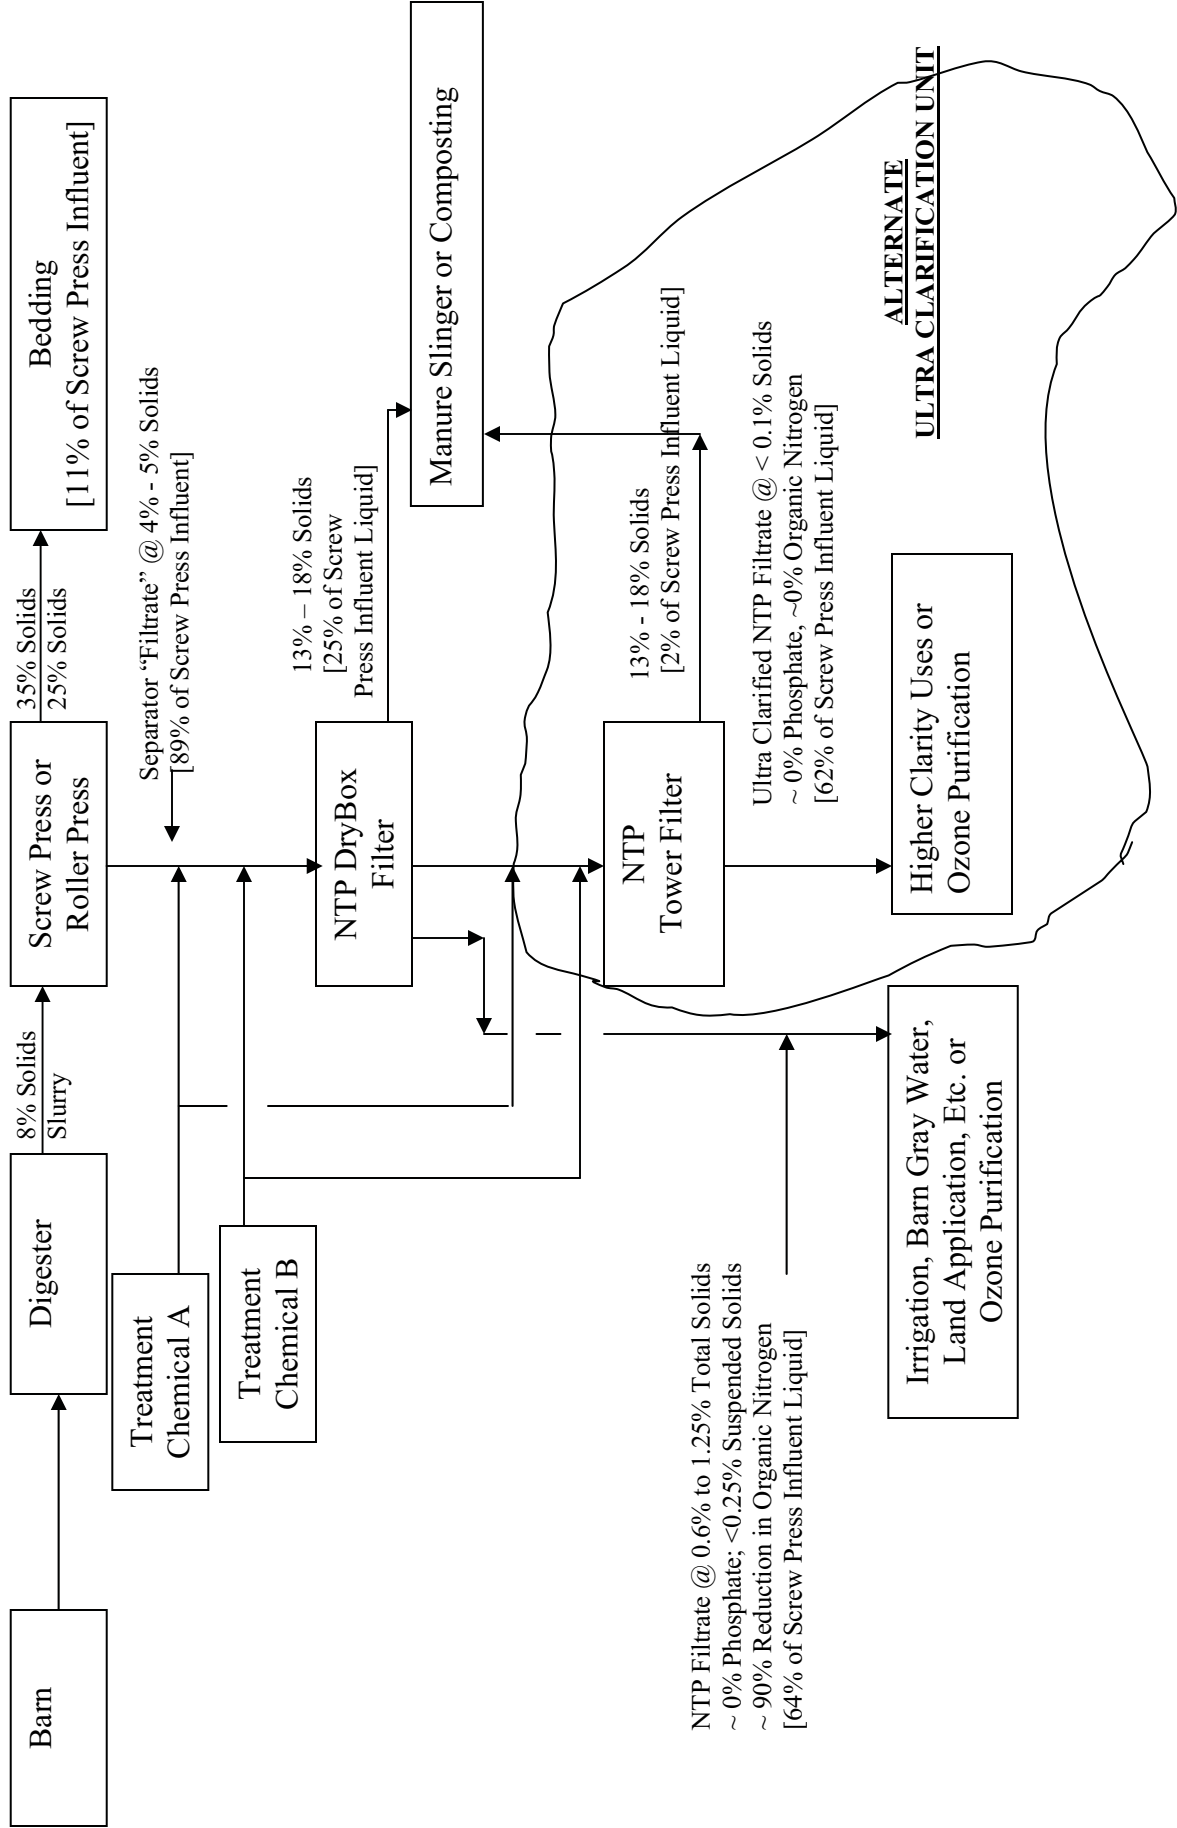 Barn
Digester
8% Solids
Slurry
Screw Press or
Roller Press
35% Solids
25% Solids
Bedding
[11% of Screw Press Influent]
Treatment
Chemical A
Treatment
Chemical B
Separator “Filtrate” @ 4% - 5% Solids
[89% of Screw Press Influent]
NTP DryBox
Filter
13% – 18% Solids
[25% of Screw
Press Influent Liquid]
Manure Slinger or Composting
NTP
Tower Filter
13% - 18% Solids
[2% of Screw Press Influent Liquid]
NTP Filtrate @ 0.6% to 1.25% Total Solids
~ 0% Phosphate; <0.25% Suspended Solids
~ 90% Reduction in Organic Nitrogen
[64% of Screw Press Influent Liquid]
Ultra Clarified NTP Filtrate @ < 0.1% Solids
~ 0% Phosphate, ~0% Organic Nitrogen
[62% of Screw Press Influent Liquid]
Irrigation, Barn Gray Water,
Land Application, Etc. or
Ozone Purification
Higher Clarity Uses or
Ozone Purification
ALTERNATE
ULTRA CLARIFICATION UNIT